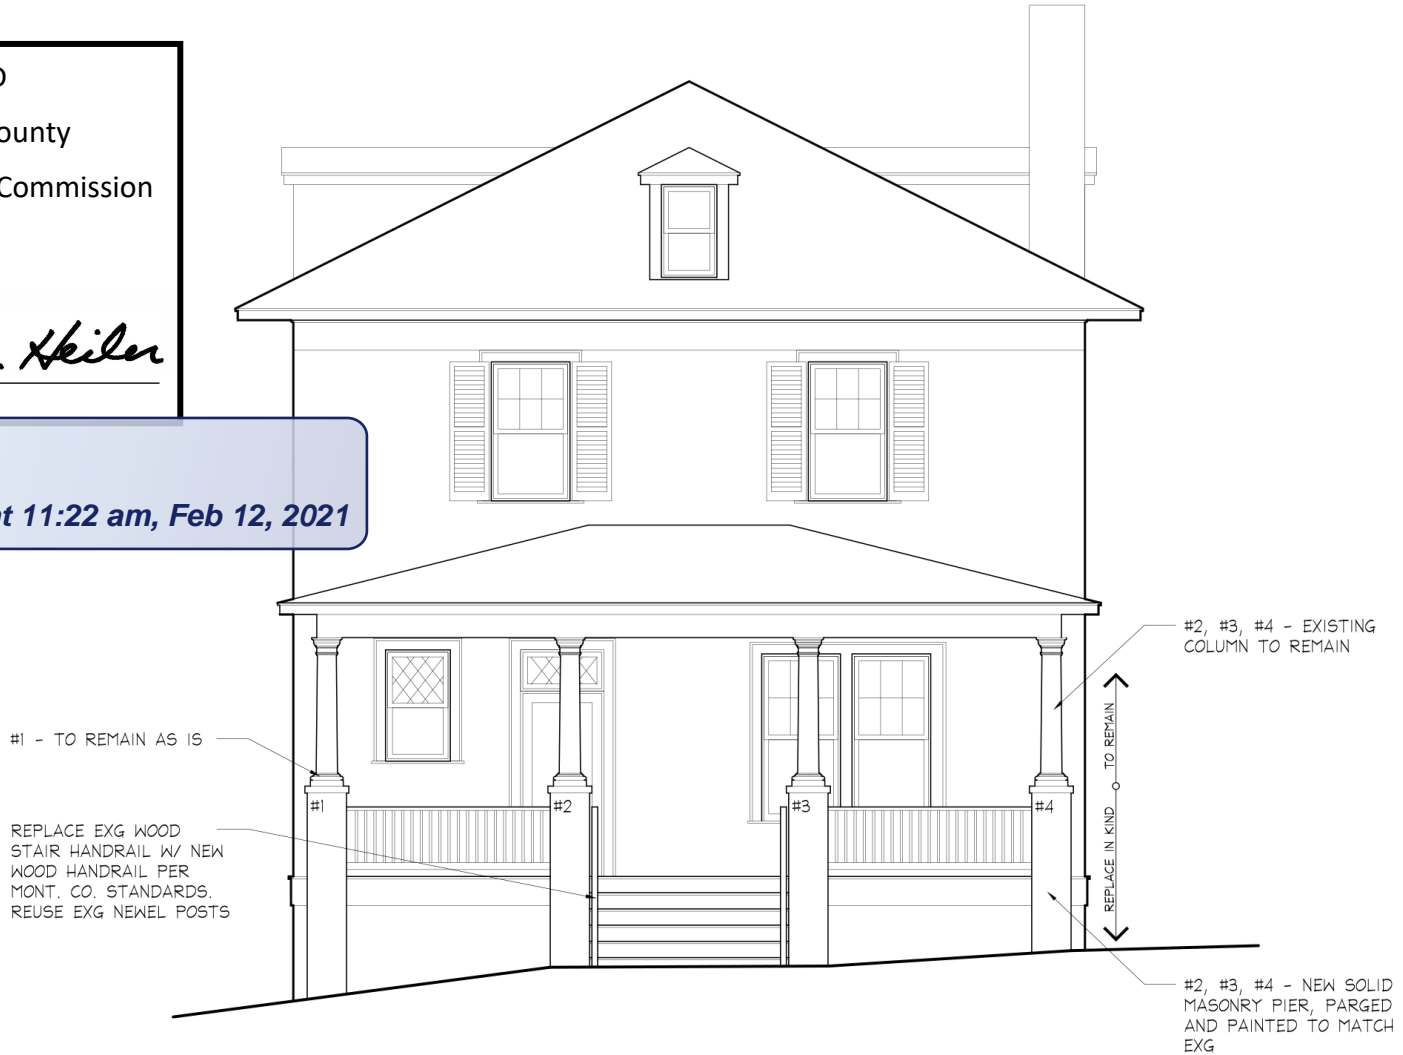 ounty
Commission
Heiler
at 11:22 am, Feb 12, 2021
#2, #3, #4 - EXISTING
COLUMN TO REMAIN
TO REMAIN
REPLACE IN KIND
#1 - TO REMAIN AS IS
#1
#2
#3
#4
REPLACE EXG WOOD
STAIR HANDRAIL W/ NEW
WOOD HANDRAIL PER
MONT. CO. STANDARDS.
REUSE EXG NEWEL POSTS
#2, #3, #4 - NEW SOLID
MASONRY PIER, PARGED
AND PAINTED TO MATCH
EXG